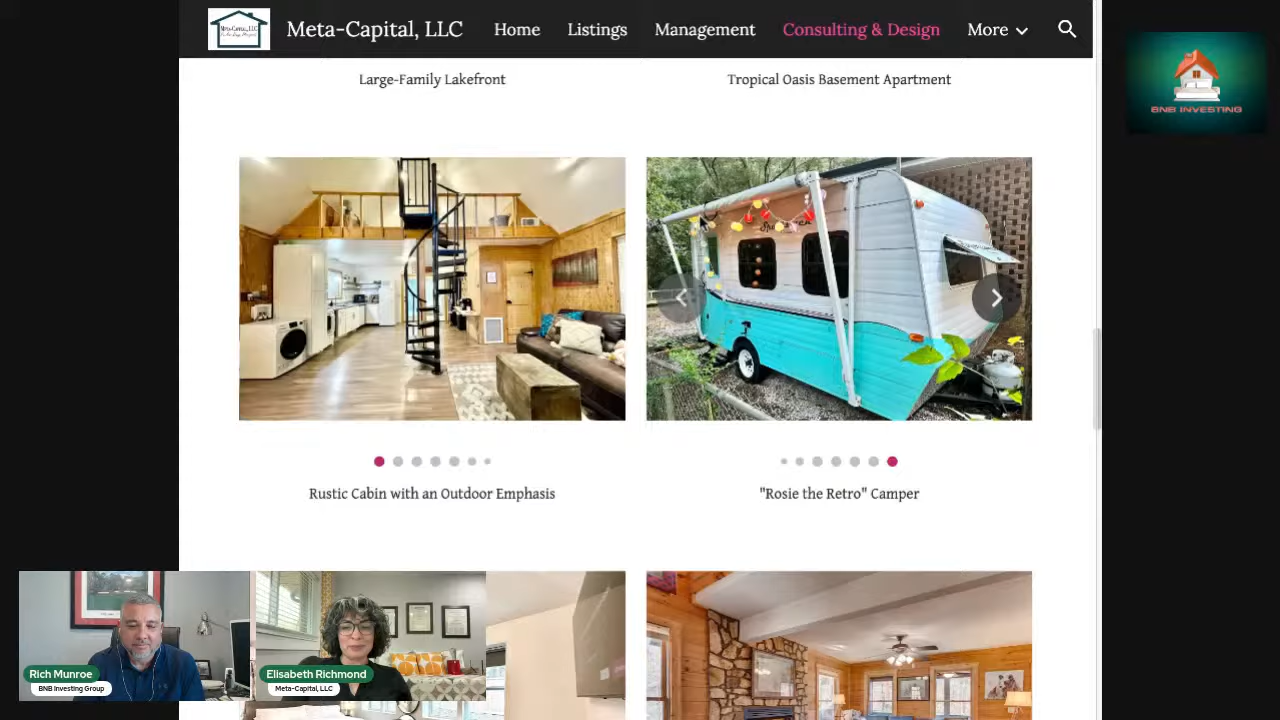 Meta-Capital, LLC
Home
Listings
Management
Consulting & Design
More
Large-Family Lakefront
Tropical Oasis Basement Apartment
BNB INVESTING
Rustic Cabin with an Outdoor Emphasis
"Rosie the Retro" Camper
Rich Munroe
BNB Investing Group
Elisabeth Richmond
Meta-Capital, LLC